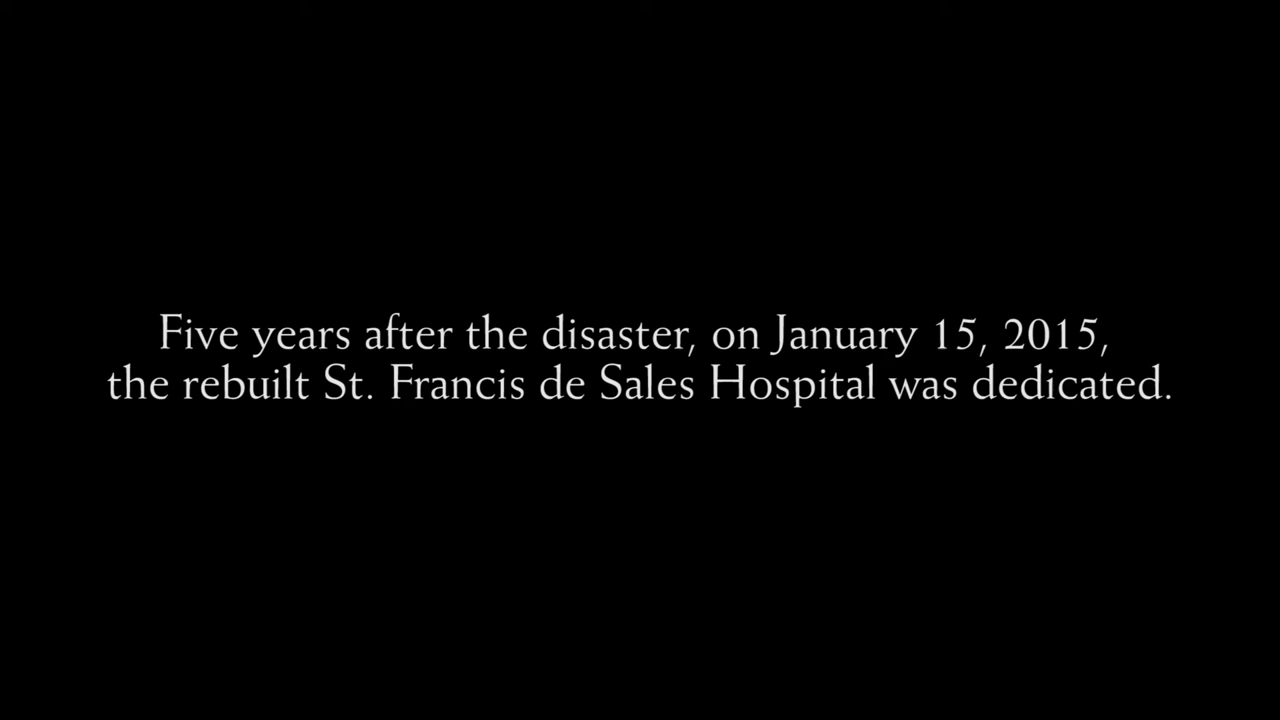 Five years after the disaster, on January 15, 2015,
the rebuilt St. Francis de Sales Hospital was dedicated.